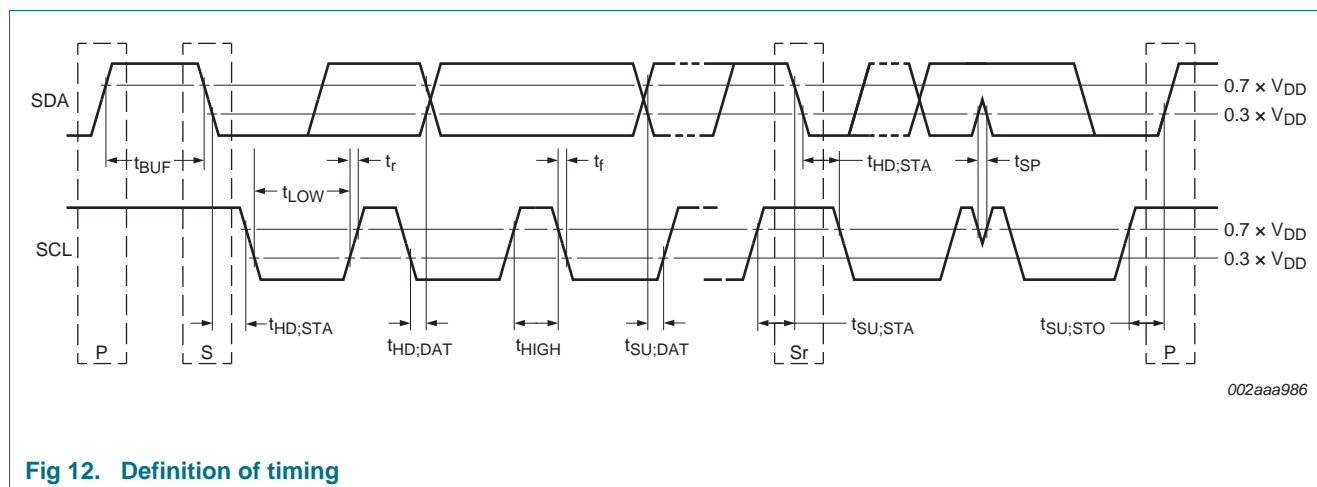 SDA
0.7 × VDD
0.3 × VDD
tBUF
tr
tf
tHD;STA
tSP
tLOW
SCL
0.7 × VDD
0.3 × VDD
tHD;STA
tHD;DAT
tHIGH
tSU;DAT
tSU;STA
tSU;STO
P
S
Sr
P
002aaa986
Fig 12. Definition of timing